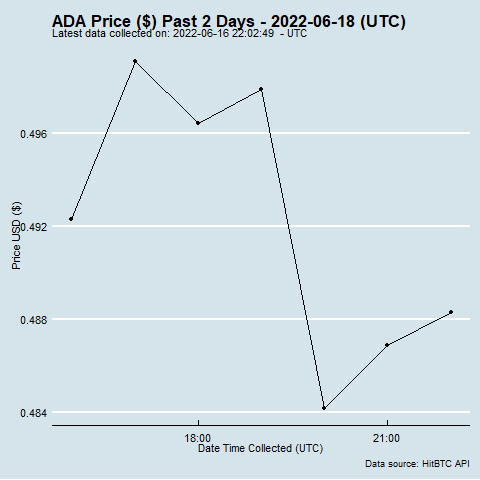 ADA Price ($) Past 2 Days - 2022-06-18 (UTC)
Latest data collected on: 2022-06-16 22:02:49 - UTC
0.496
0.492
Price USD ($)
0.488
0.484
18:00
21:00
Date Time Collected (UTC)
Data source: HitBTC API